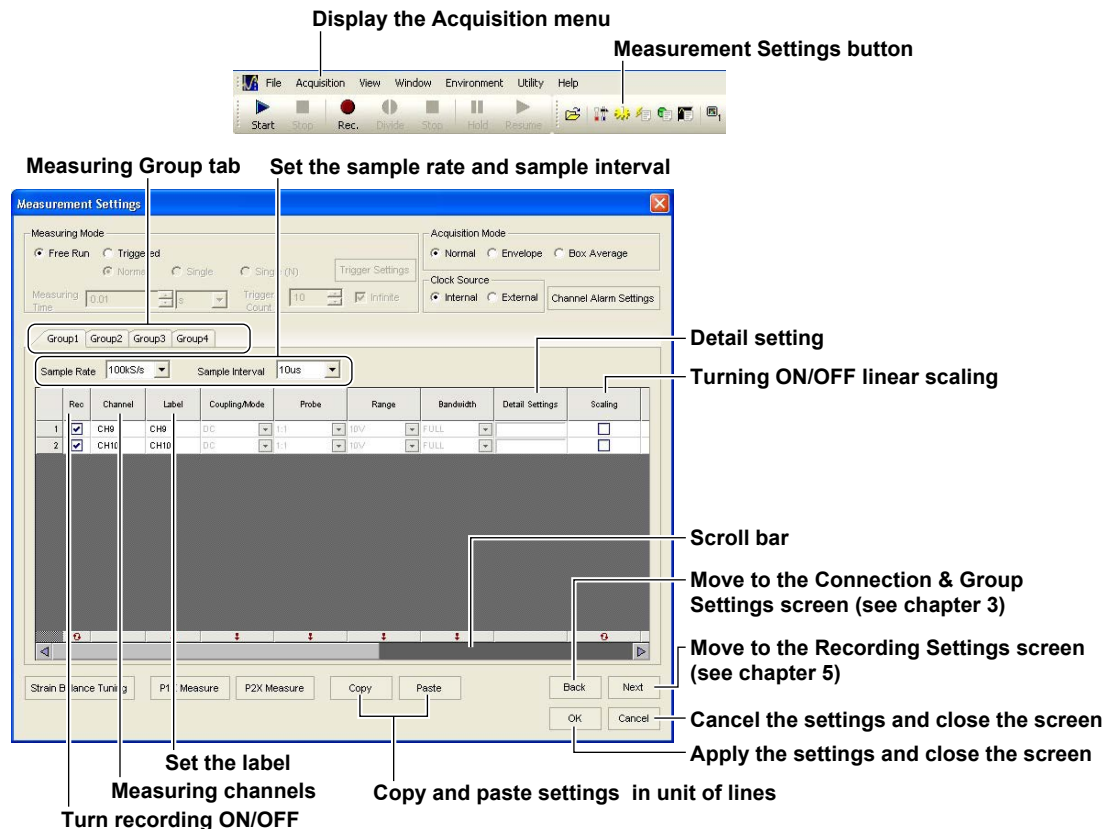 Display the Acquisition menu
Measurement Settings button
File Acquisition View Window Environment Utility Help
Start Stop Rec. Divide Stop Hold Resume
Measuring Group tab
Set the sample rate and sample interval
Measurement Settings
Measuring Mode
Free Run Triggered
Normal Single Single (N)
Trigger Settings
Measuring Time 0.01 s
Trigger Count 10 Infinite
Acquisition Mode
Normal Envelope Box Average
Clock Source
Internal External
Channel Alarm Settings
Group1 Group2 Group3 Group4
Sample Rate 100kS/s Sample Interval 10us
Rec Channel Label Coupling/Mode Probe Range Bandwidth Detail Settings Scaling
1 CH9 CH9 DC 1:1 10V FULL
2 CH10 CH10 DC 1:1 10V FULL
Strain Balance Tuning P1X Measure P2X Measure Copy Paste Back Next
OK Cancel
Detail setting
Turning ON/OFF linear scaling
Scroll bar
Move to the Connection & Group
Settings screen (see chapter 3)
Move to the Recording Settings screen
(see chapter 5)
Cancel the settings and close the screen
Apply the settings and close the screen
Set the label
Measuring channels
Copy and paste settings in unit of lines
Turn recording ON/OFF